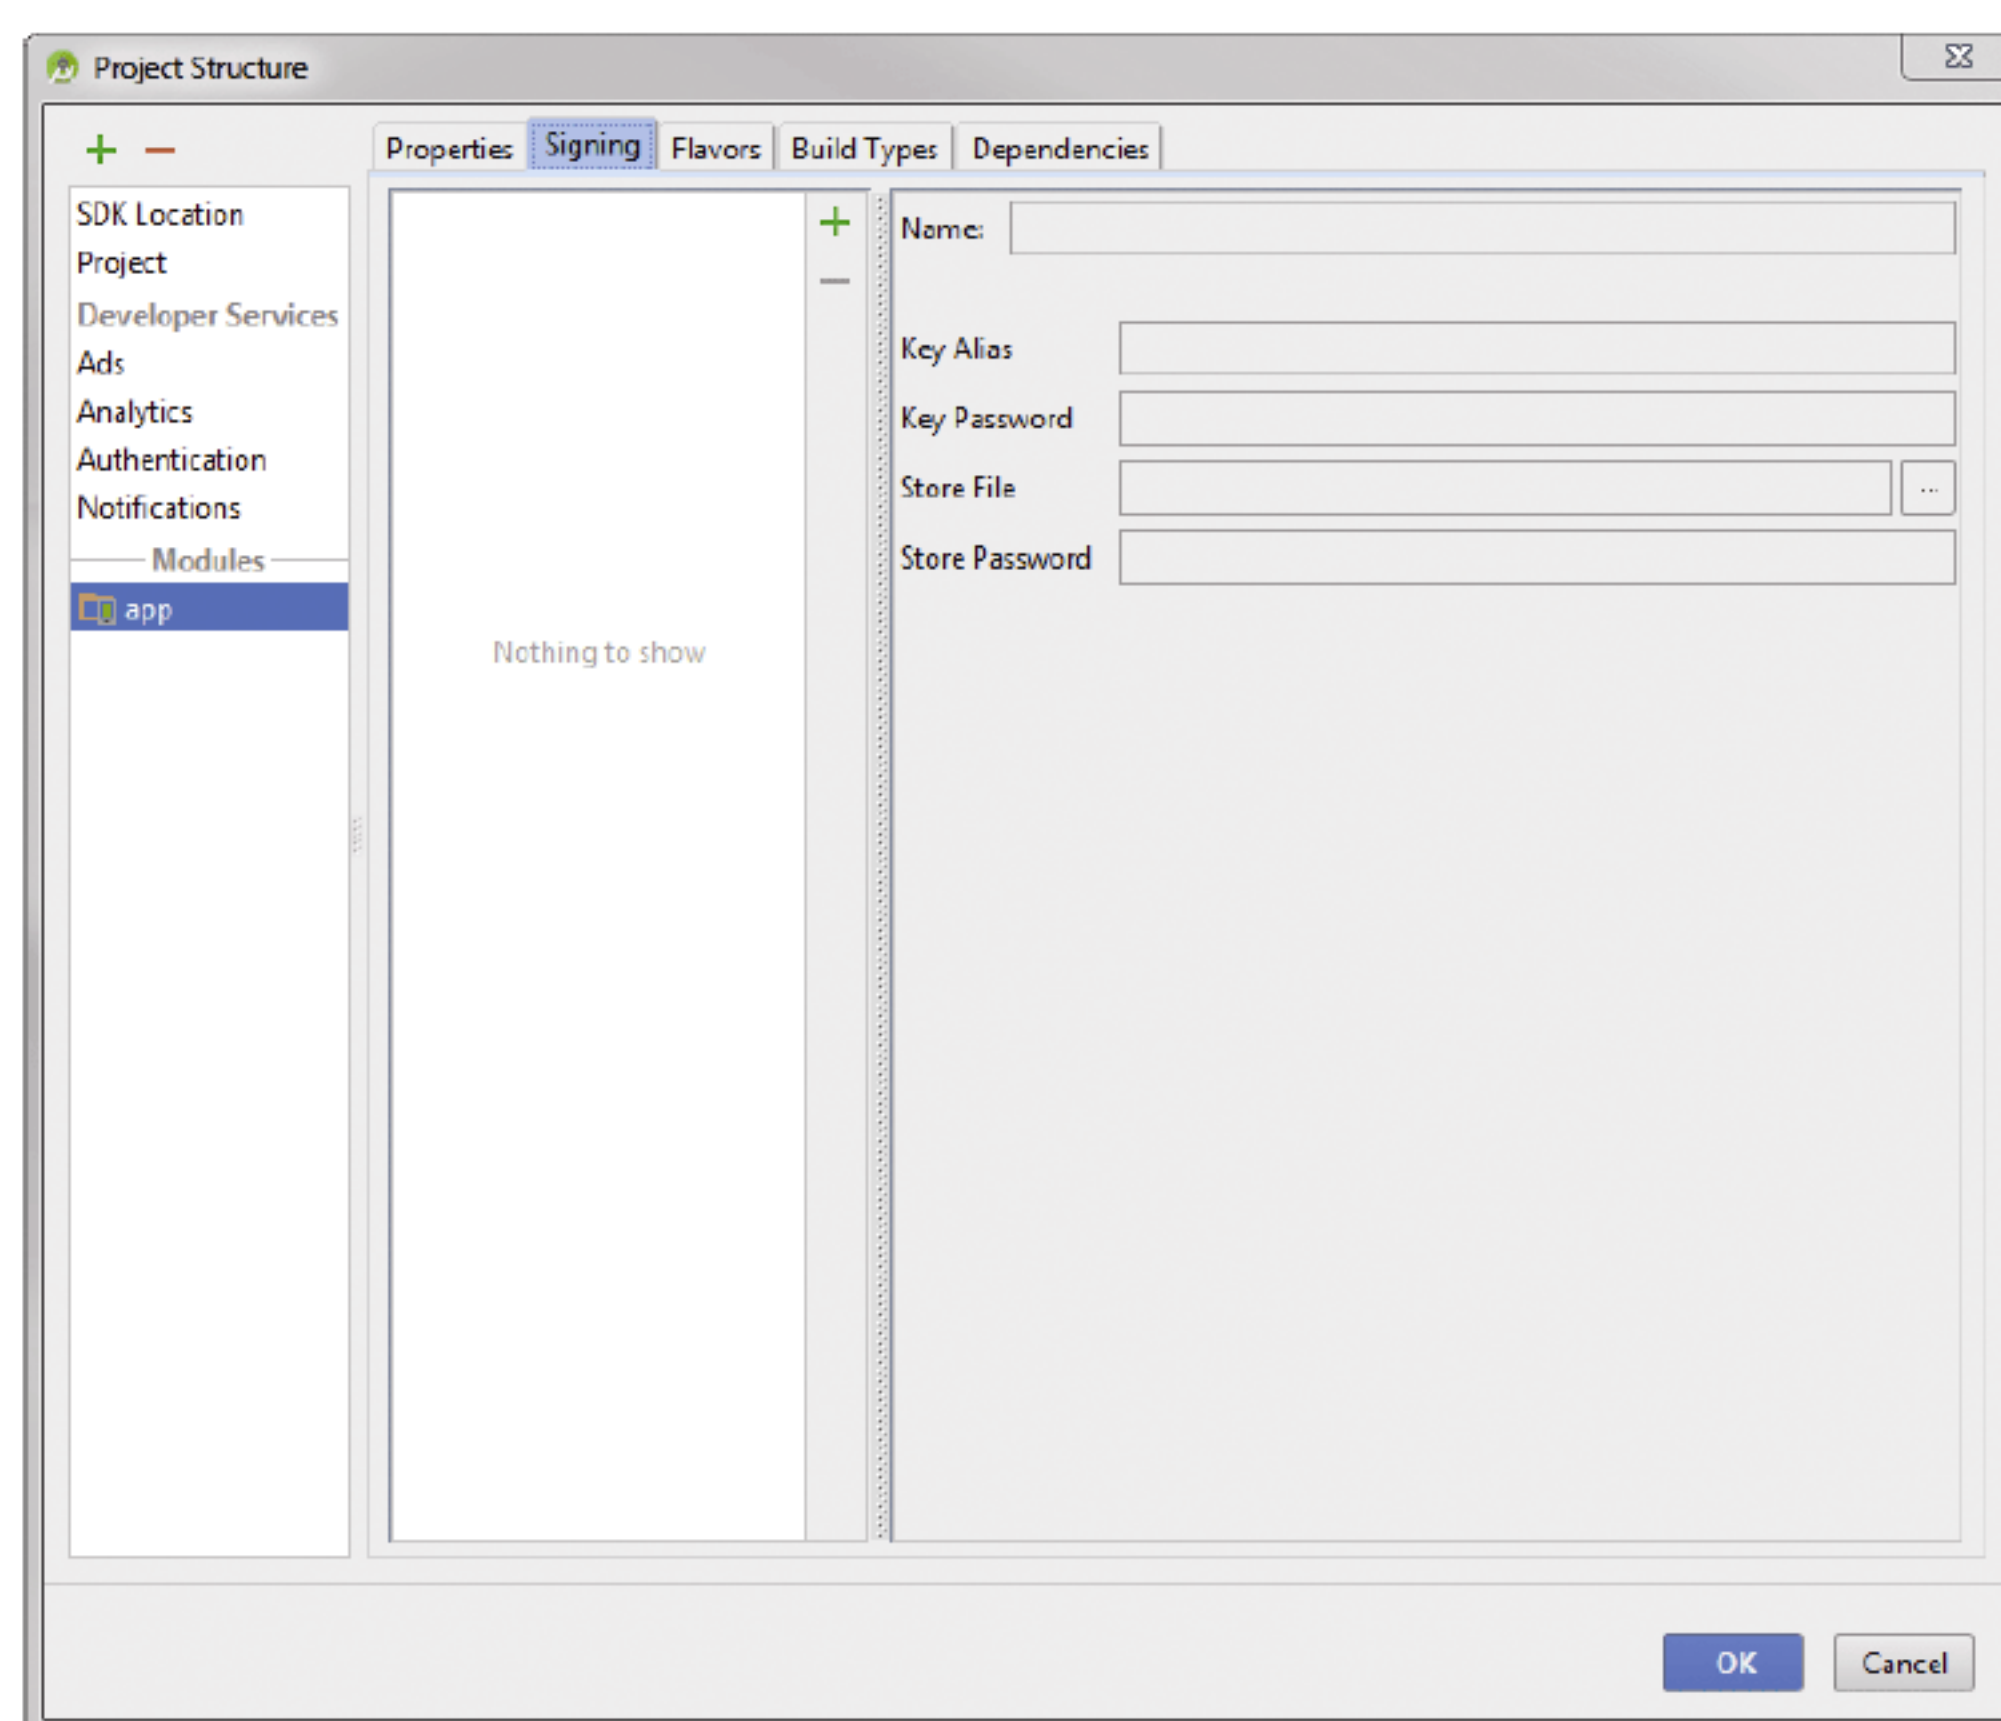 Project Structure
Properties Signing Flavors Build Types Dependencies
SDK Location
Project
Developer Services
Ads
Analytics
Authentication
Notifications
Modules
app
Nothing to show
Name:
Key Alias
Key Password
Store File
...
Store Password
OK Cancel